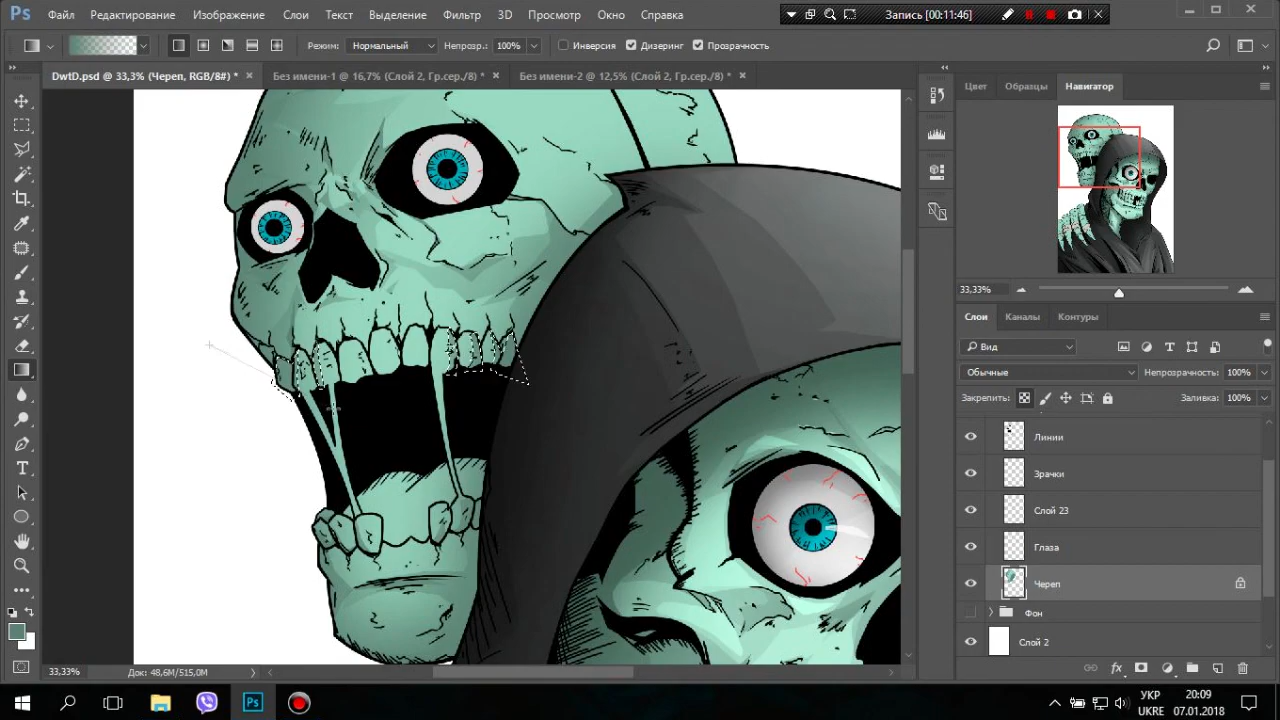 Ps Файл Редактирование Изображение Слои Текст Выделение Фильтр 3D Просмотр Окно Справка
Запись [00:11:46]
Режим: Нормальный Непрозр.: 100% Инверсия Дизеринг Прозрачность
DwtD.psd @ 33,3% (Череп, RGB/8#) * Без имени-1 @ 16,7% (Слой 2, Гр.сер./8) * Без имени-2 @ 12,5% (Слой 2, Гр.сер./8) *
Цвет Образцы Навигатор
33,33%
Слои Каналы Контуры
Вид
Обычные Непрозрачность: 100%
Закрепить: Заливка: 100%
Линии
Зрачки
Слой 23
Глаза
Череп
Фон
Слой 2
fx
33,33% Док: 48,6M/515,0M
Ps
УКР 20:09
UKRE 07.01.2018